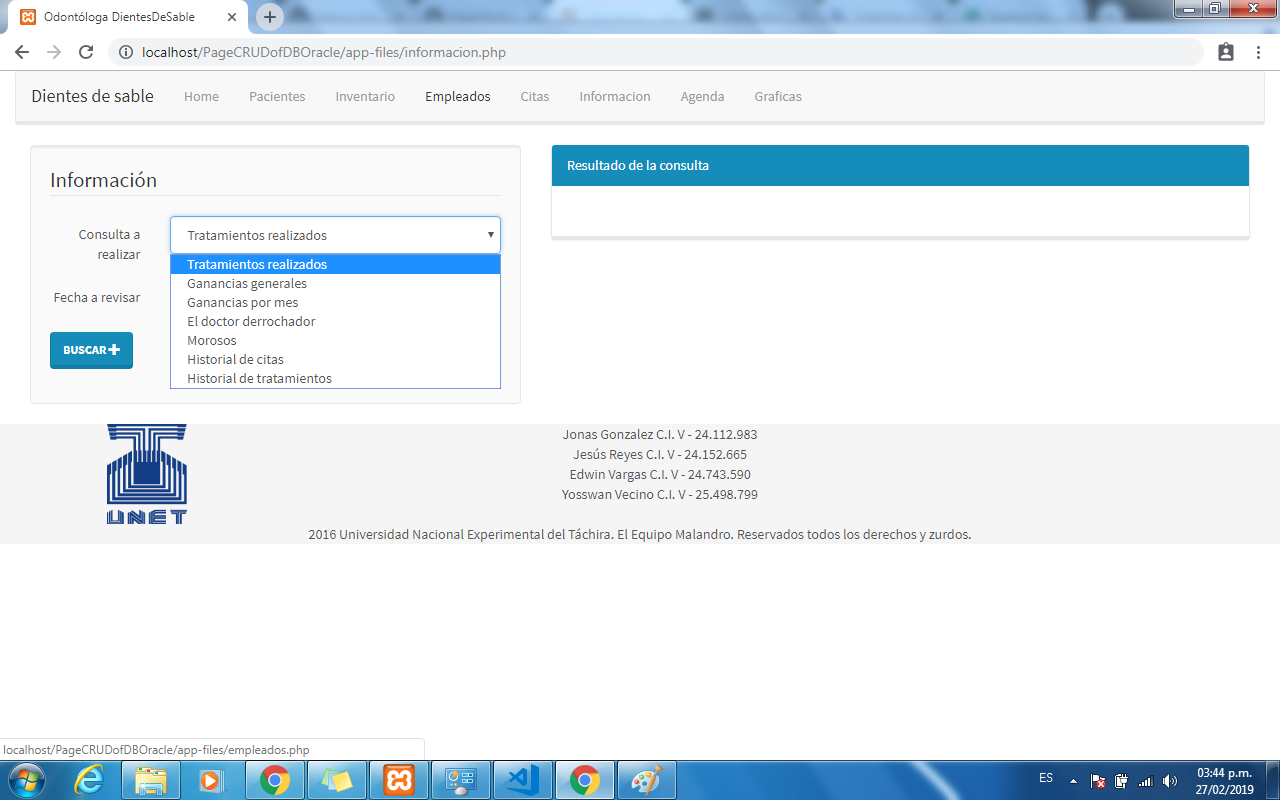 Odontóloga DientesDeSable
localhost/PageCRUDofDBOracle/app-files/informacion.php
Dientes de sable Home Pacientes Inventario Empleados Citas Informacion Agenda Graficas
Información
Consulta a realizar
Tratamientos realizados
Tratamientos realizados
Ganancias generales
Ganancias por mes
El doctor derrochador
Morosos
Historial de citas
Historial de tratamientos
Fecha a revisar
BUSCAR
Resultado de la consulta
UNET
Jonas Gonzalez C.I. V - 24.112.983
Jesús Reyes C.I. V - 24.152.665
Edwin Vargas C.I. V - 24.743.590
Yosswan Vecino C.I. V - 25.498.799
2016 Universidad Nacional Experimental del Táchira. El Equipo Malandro. Reservados todos los derechos y zurdos.
localhost/PageCRUDofDBOracle/app-files/empleados.php
ES
03:44 p.m.
27/02/2019